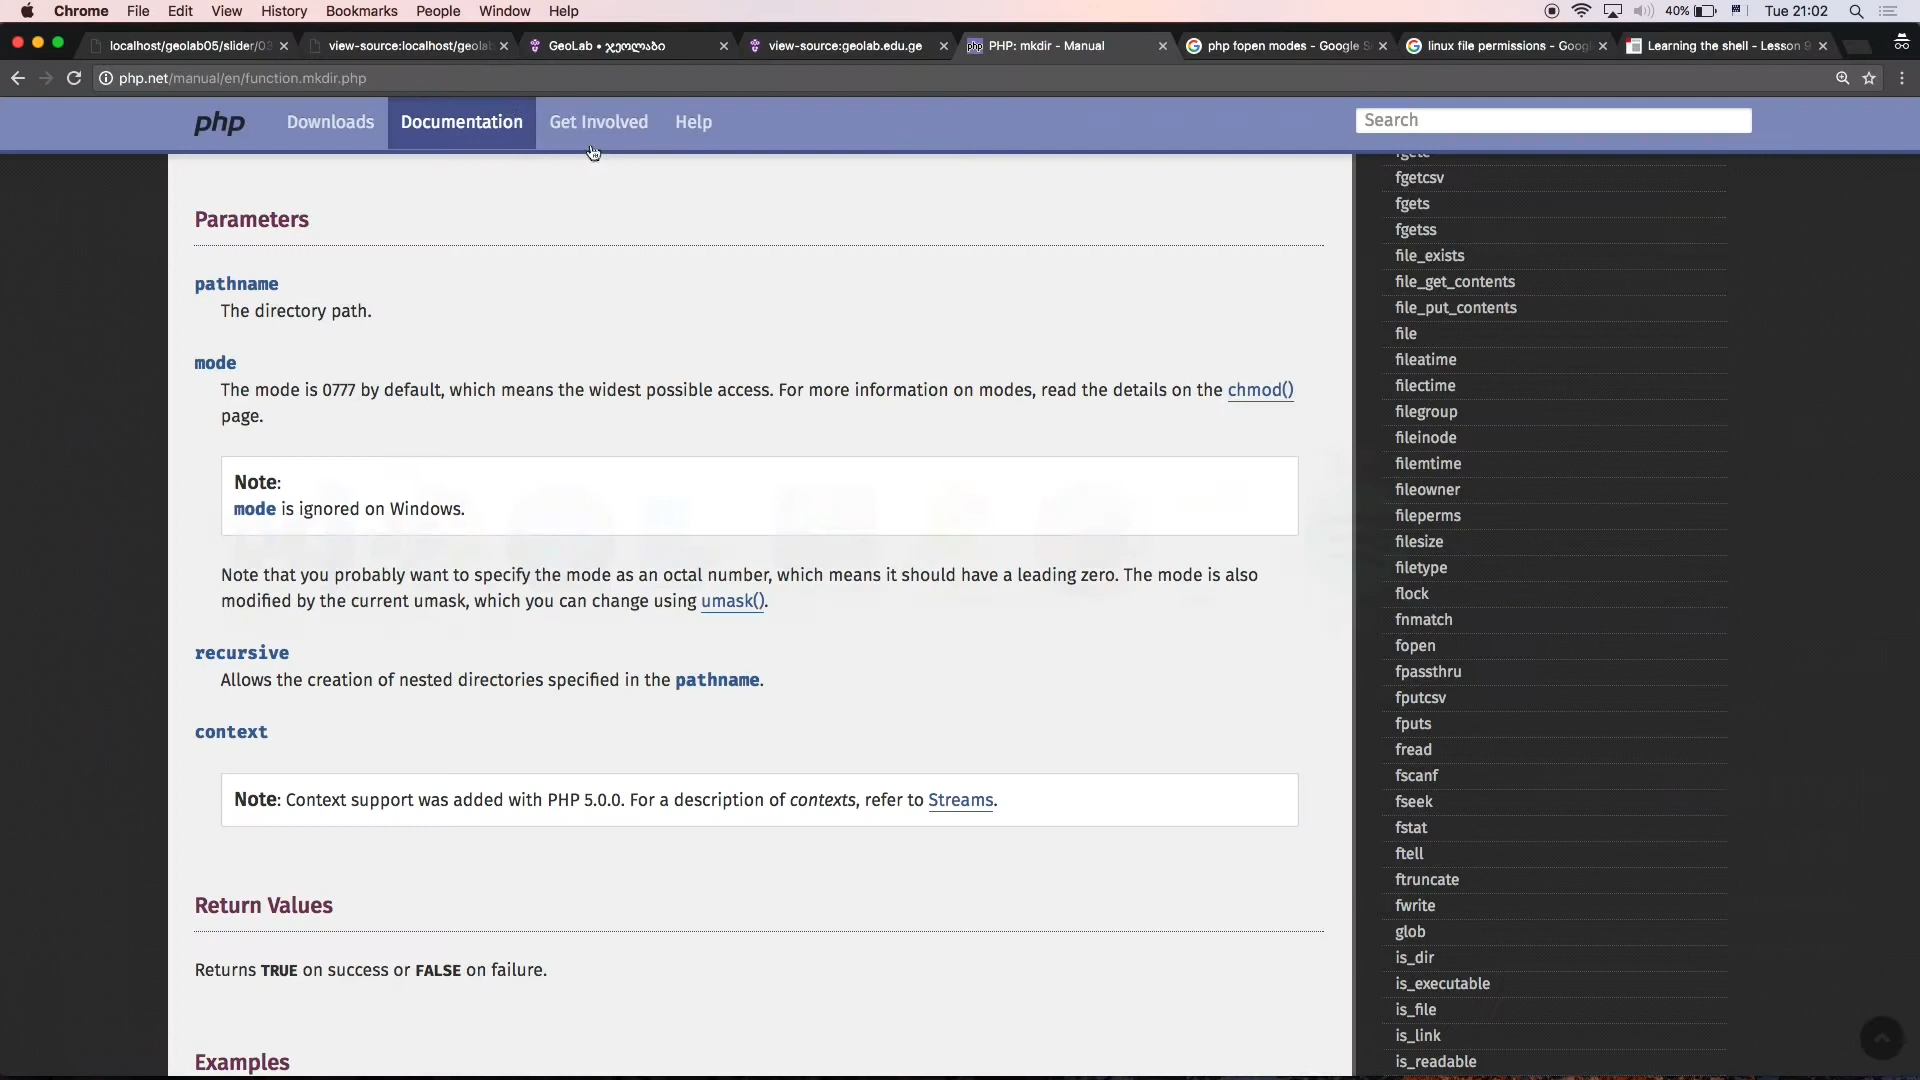 Chrome File Edit View History Bookmarks People Window Help 40% Tue 21:02
localhost/geolab05/slider/03 view-source:localhost/geolab GeoLab • ჯეოლაბი view-source:geolab.edu.ge PHP: mkdir - Manual php fopen modes - Google S linux file permissions - Goog Learning the shell - Lesson 9
php.net/manual/en/function.mkdir.php
php Downloads Documentation Get Involved Help Search
Parameters
pathname
The directory path.
mode
The mode is 0777 by default, which means the widest possible access. For more information on modes, read the details on the chmod()
page.
Note:
mode is ignored on Windows.
Note that you probably want to specify the mode as an octal number, which means it should have a leading zero. The mode is also
modified by the current umask, which you can change using umask().
recursive
Allows the creation of nested directories specified in the pathname.
context
Note: Context support was added with PHP 5.0.0. For a description of contexts, refer to Streams.
Return Values
Returns TRUE on success or FALSE on failure.
Examples
fgetc
fgetcsv
fgets
fgetss
file_exists
file_get_contents
file_put_contents
file
fileatime
filectime
filegroup
fileinode
filemtime
fileowner
fileperms
filesize
filetype
flock
fnmatch
fopen
fpassthru
fputcsv
fputs
fread
fscanf
fseek
fstat
ftell
ftruncate
fwrite
glob
is_dir
is_executable
is_file
is_link
is_readable